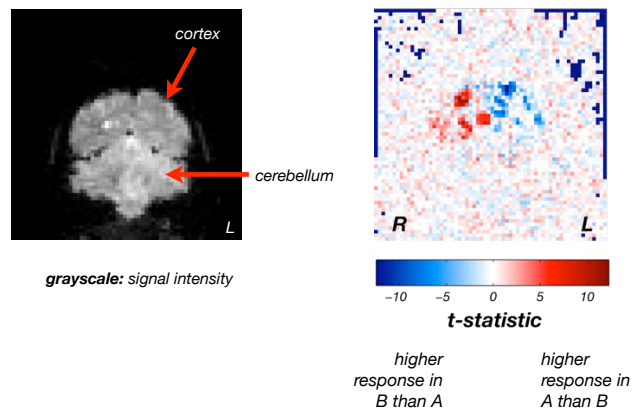 cortex
cerebellum
L
grayscale: signal intensity
R
L
−10
−5
0
5
10
t-statistic
higher
response in
B than A
higher
response in
A than B